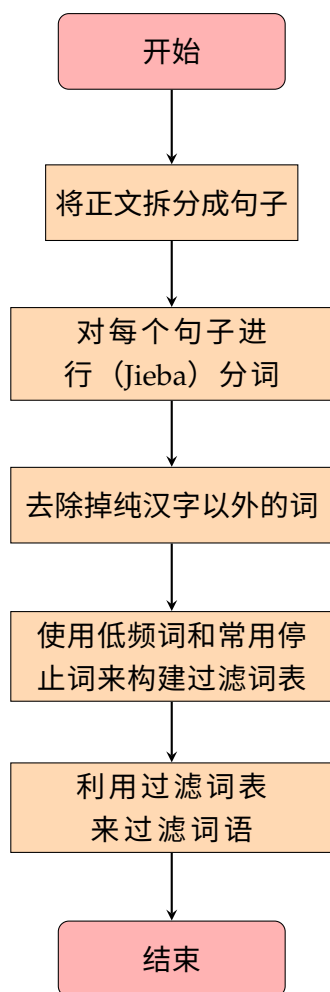 开始
将正文拆分成句子
对每个句子进
行（Jieba）分词
去除掉纯汉字以外的词
使用低频词和常用停
止词来构建过滤词表
利用过滤词表
来过滤词语
结束